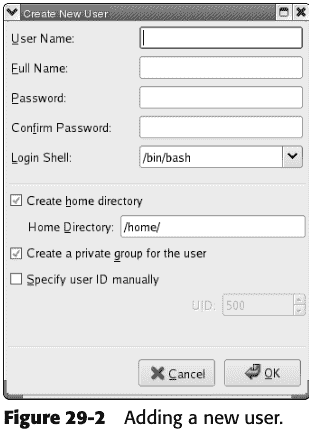 Create New User
User Name:
Full Name:
Password:
Confirm Password:
Login Shell: /bin/bash
Create home directory
Home Directory: /home/
Create a private group for the user
Specify user ID manually
UID: 500
Cancel OK
Figure 29-2 Adding a new user.